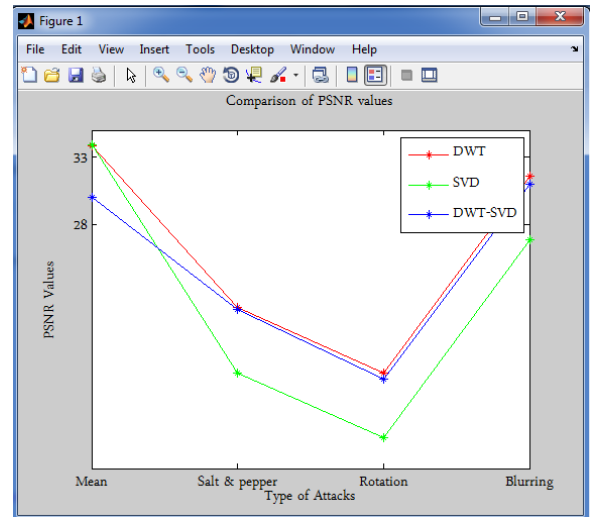 Figure 1
File Edit View Insert Tools Desktop Window Help
Comparison of PSNR values
DWT
SVD
DWT-SVD
33
28
PSNR Values
Mean Salt & pepper Rotation Blurring
Type of Attacks